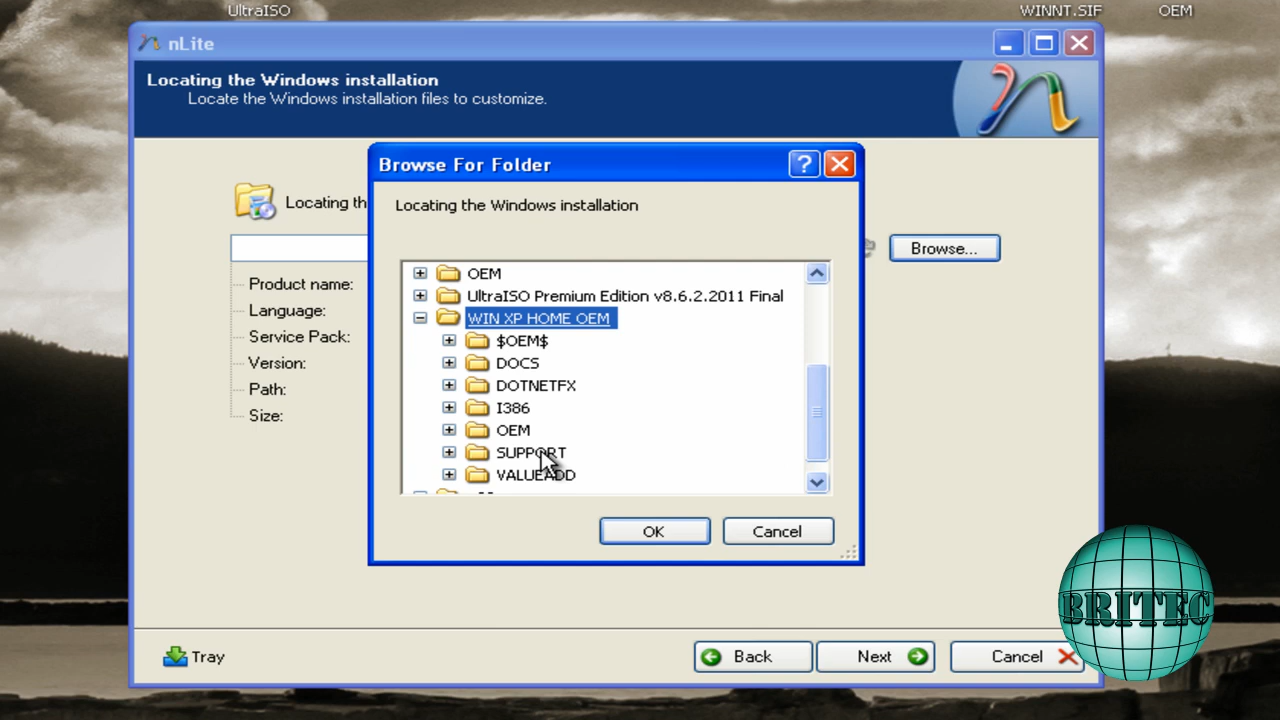 UltraISO
WINNT.SIF
OEM
nLite
Locating the Windows installation
Locate the Windows installation files to customize.
Browse For Folder
Locating th
Locating the Windows installation
Browse...
Product name:
Language:
Service Pack:
Version:
Path:
Size:
OEM
UltraISO Premium Edition v8.6.2.2011 Final
WIN XP HOME OEM
$OEM$
DOCS
DOTNETFX
I386
OEM
SUPPORT
VALUEADD
OK
Cancel
BRITEC
Tray
Back
Next
Cancel